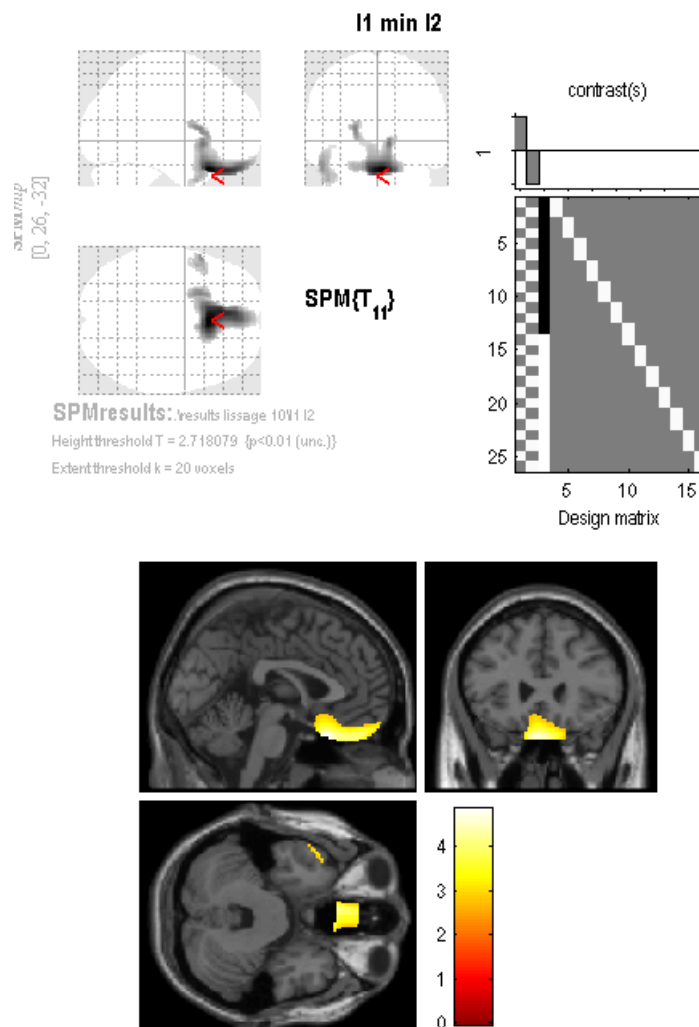 I1 min I2
contrast(s)
1
SPMmip
[0, 26, -32]
<
<
<
SPM{T11}
5
10
15
20
25
5 10 15
Design matrix
SPMresults: .\results lissage 10\I1 I2
Height threshold T = 2.718079 {p<0.01 (unc.)}
Extent threshold k = 20 voxels
4
3
2
1
0